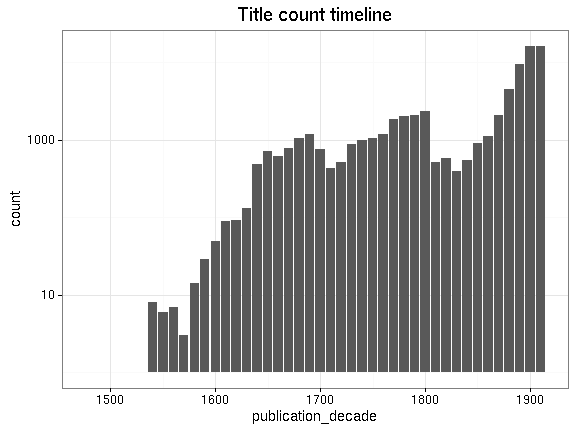 Title count timeline
count
1000
10
1500 1600 1700 1800 1900
publication_decade